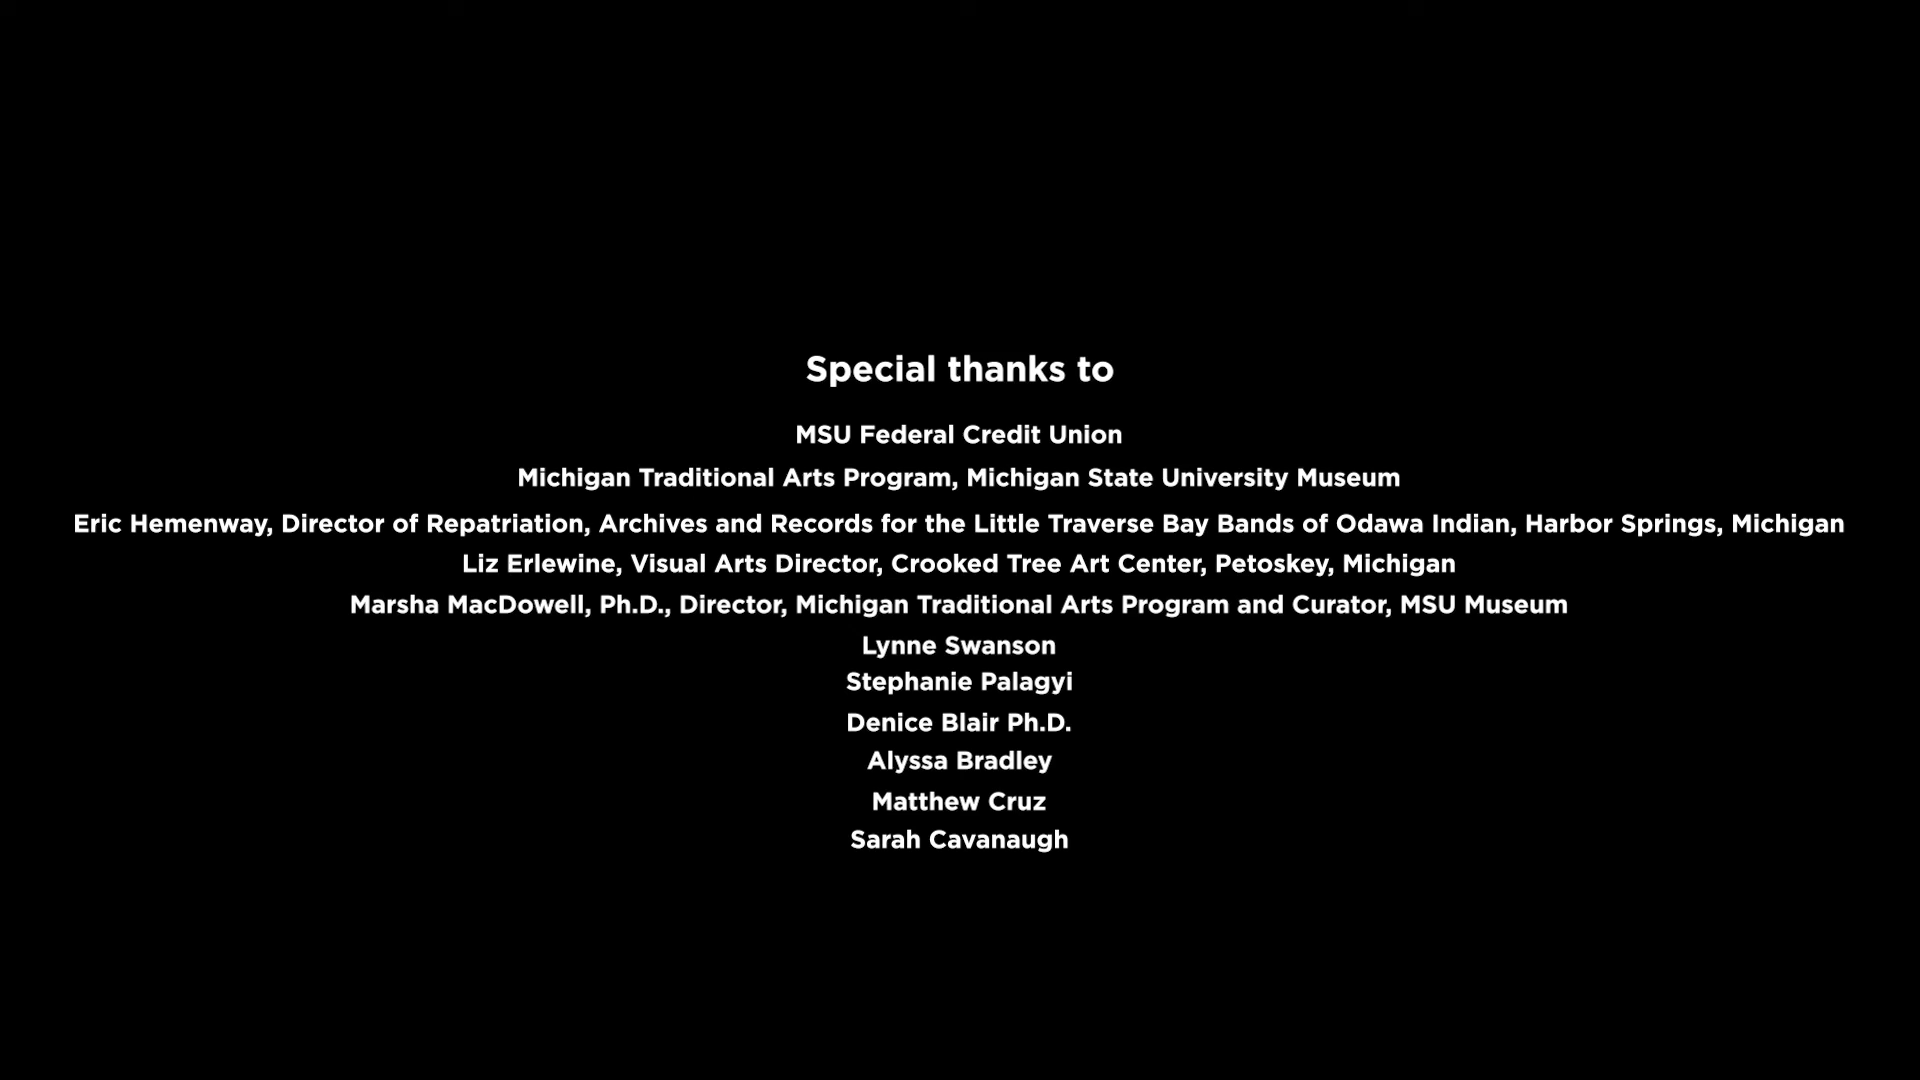 Special thanks to
MSU Federal Credit Union
Michigan Traditional Arts Program, Michigan State University Museum
Eric Hemenway, Director of Repatriation, Archives and Records for the Little Traverse Bay Bands of Odawa Indian, Harbor Springs, Michigan
Liz Erlewine, Visual Arts Director, Crooked Tree Art Center, Petoskey, Michigan
Marsha MacDowell, Ph.D., Director, Michigan Traditional Arts Program and Curator, MSU Museum
Lynne Swanson
Stephanie Palagyi
Denice Blair Ph.D.
Alyssa Bradley
Matthew Cruz
Sarah Cavanaugh